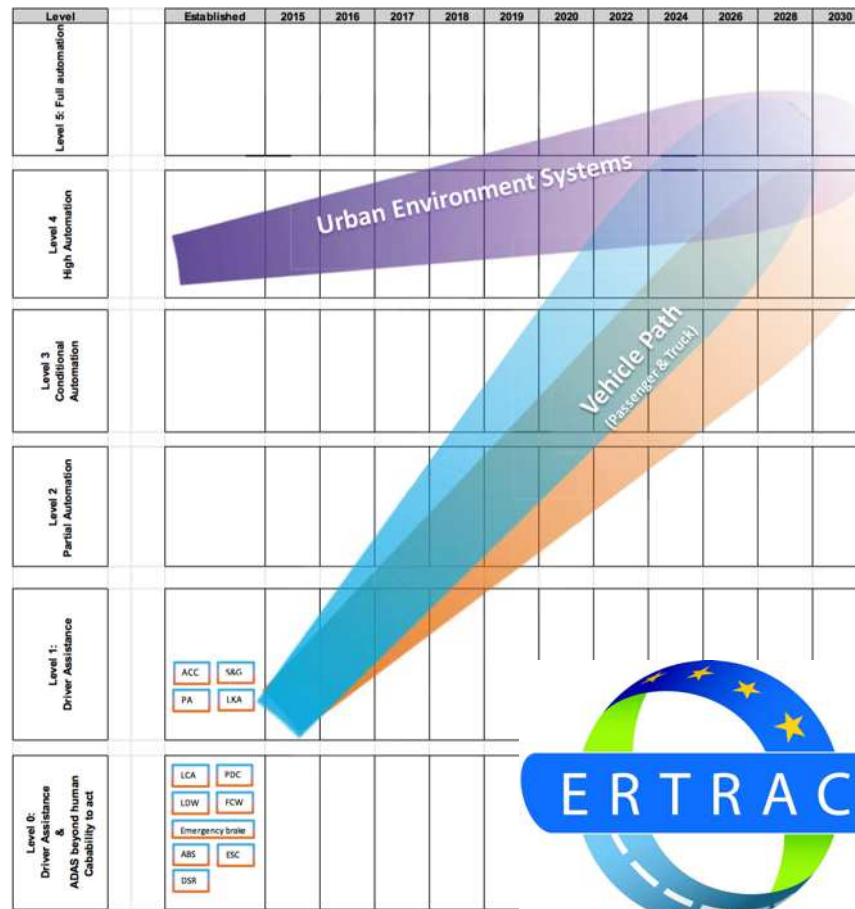 Level Established 2015 2016 2017 2018 2019 2020 2022 2024 2026 2028 2030
Level 5: Full automation
Urban Environment Systems
Level 4
High Automation
Level 3
Conditional
Automation
Vehicle Path
(Passenger & Truck)
Level 2
Partial Automation
Level 1:
Driver Assistance
ACC S&G
PA LKA
Level 0:
Driver Assistance
&
ADAS beyond human
Cabability to act
LCA PDC
LDW FCW
Emergency brake
ABS ESC
DSR
ERTRAC